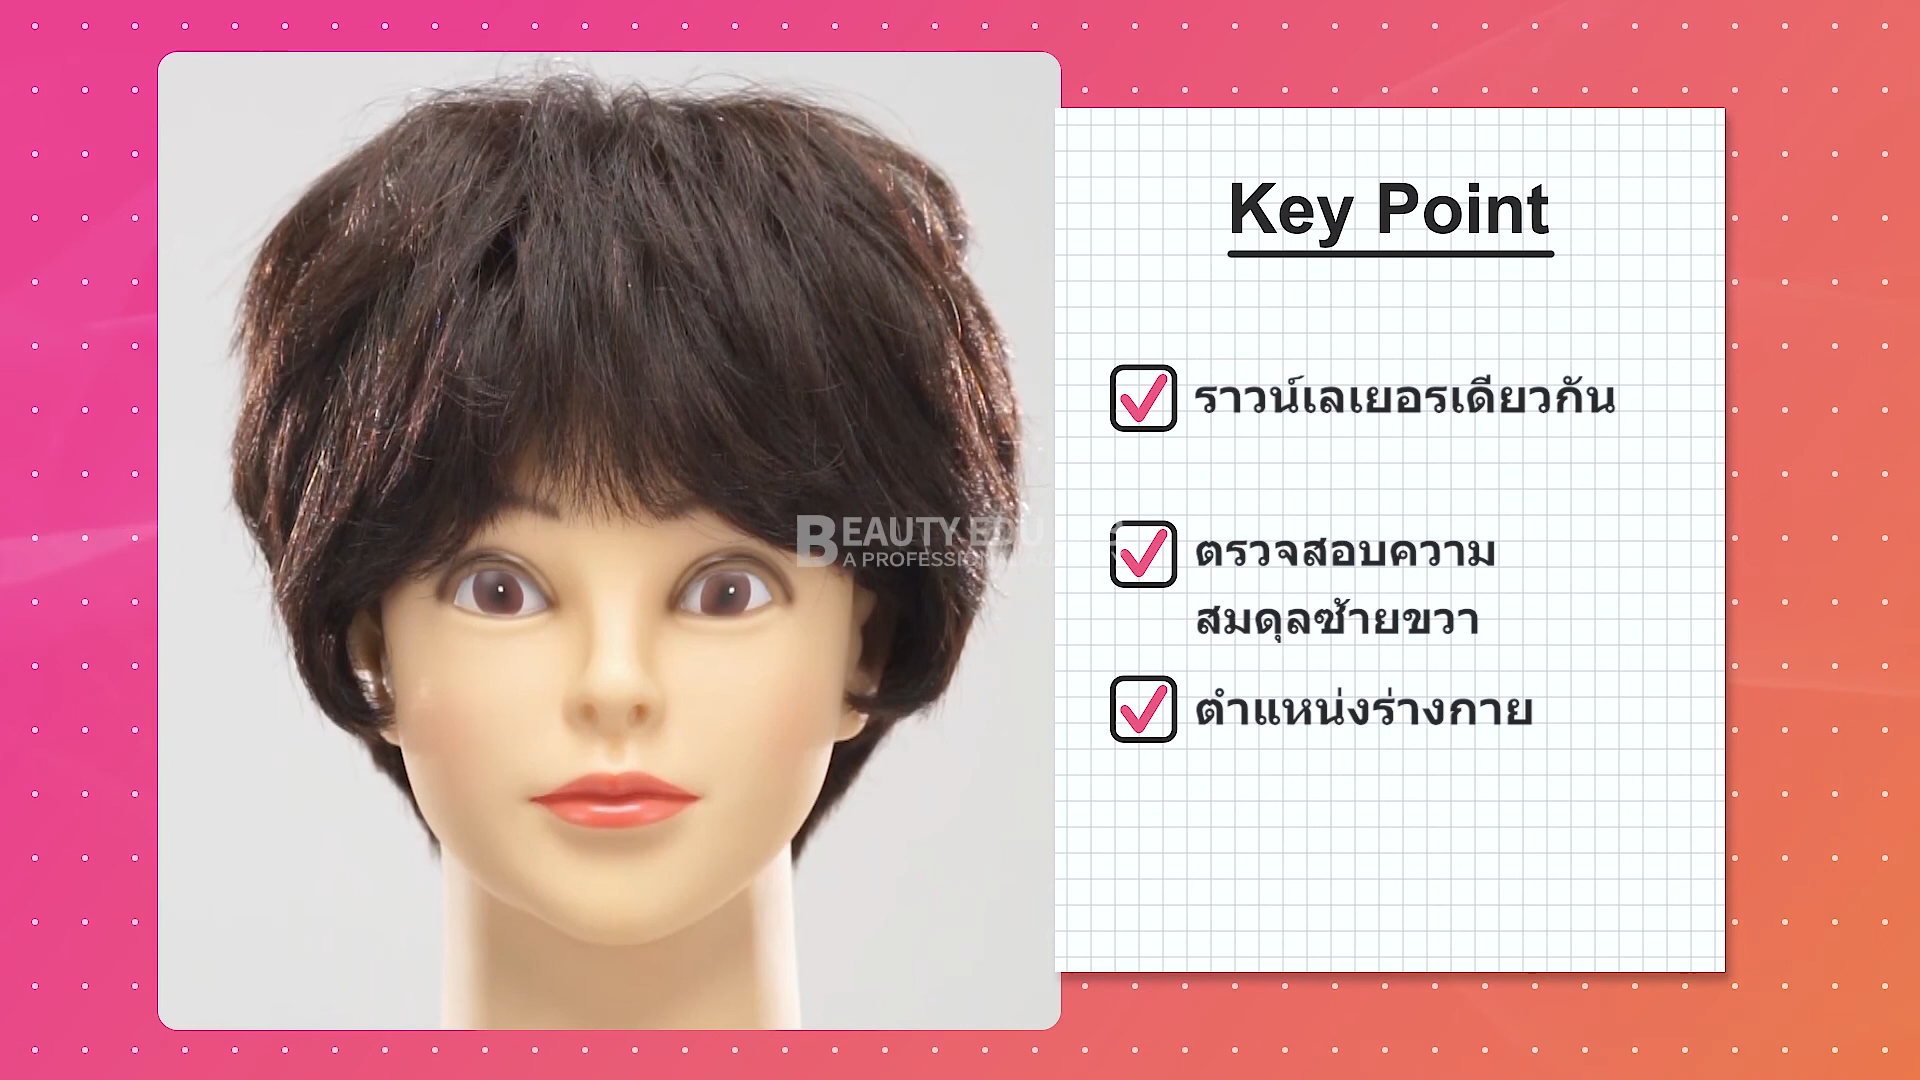 Key Point
ราวน์เลเยอรเดียวกัน
ตรวจสอบความ
สมดุลซ้ายขวา
ตำแหน่งร่างกาย
BEAUTY EDU
A PROFESSIONAL